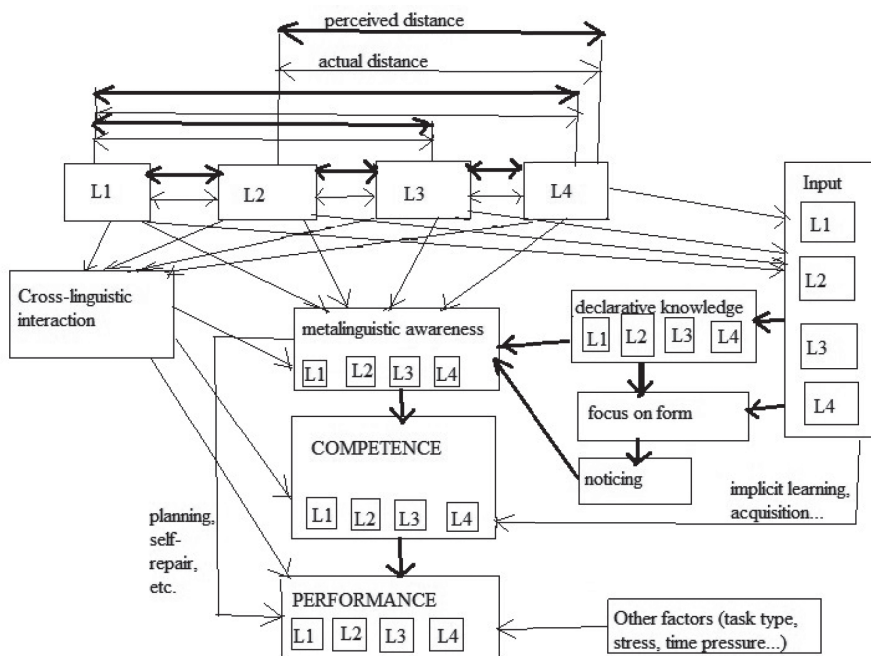 perceived distance
actual distance
L1
L2
L3
L4
Input
L1
L2
L3
L4
Cross-linguistic
interaction
metalinguistic awareness
L1 L2 L3 L4
declarative knowledge
L1 L2 L3 L4
focus on form
noticing
COMPETENCE
L1 L2 L3 L4
implicit learning,
acquisition...
planning,
self-
repair,
etc.
PERFORMANCE
L1 L2 L3 L4
Other factors (task type,
stress, time pressure...)